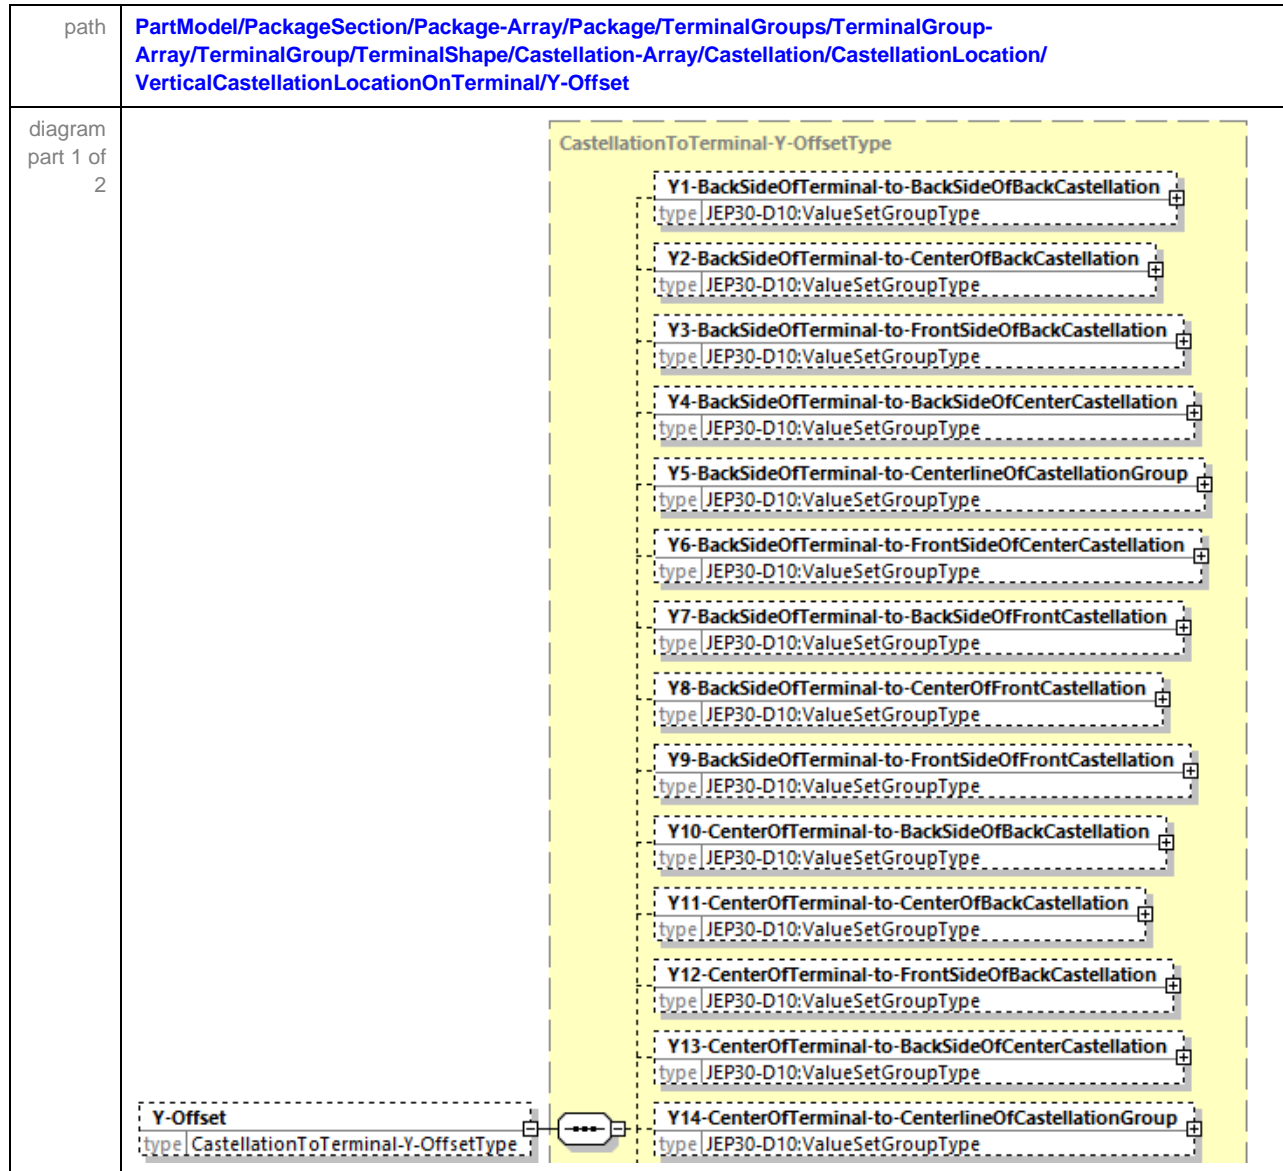 path
PartModel/PackageSection/Package-Array/Package/TerminalGroups/TerminalGroup-
Array/TerminalGroup/TerminalShape/Castellation-Array/Castellation/CastellationLocation/
VerticalCastellationLocationOnTerminal/Y-Offset
diagram
part 1 of
2
CastellationToTerminal-Y-OffsetType
Y1-BackSideOfTerminal-to-BackSideOfBackCastellation
type JEP30-D10:ValueSetGroupType
Y2-BackSideOfTerminal-to-CenterOfBackCastellation
type JEP30-D10:ValueSetGroupType
Y3-BackSideOfTerminal-to-FrontSideOfBackCastellation
type JEP30-D10:ValueSetGroupType
Y4-BackSideOfTerminal-to-BackSideOfCenterCastellation
type JEP30-D10:ValueSetGroupType
Y5-BackSideOfTerminal-to-CenterlineOfCastellationGroup
type JEP30-D10:ValueSetGroupType
Y6-BackSideOfTerminal-to-FrontSideOfCenterCastellation
type JEP30-D10:ValueSetGroupType
Y7-BackSideOfTerminal-to-BackSideOfFrontCastellation
type JEP30-D10:ValueSetGroupType
Y8-BackSideOfTerminal-to-CenterOfFrontCastellation
type JEP30-D10:ValueSetGroupType
Y9-BackSideOfTerminal-to-FrontSideOfFrontCastellation
type JEP30-D10:ValueSetGroupType
Y10-CenterOfTerminal-to-BackSideOfBackCastellation
type JEP30-D10:ValueSetGroupType
Y11-CenterOfTerminal-to-CenterOfBackCastellation
type JEP30-D10:ValueSetGroupType
Y12-CenterOfTerminal-to-FrontSideOfBackCastellation
type JEP30-D10:ValueSetGroupType
Y13-CenterOfTerminal-to-BackSideOfCenterCastellation
type JEP30-D10:ValueSetGroupType
Y-Offset
type CastellationToTerminal-Y-OffsetType
Y14-CenterOfTerminal-to-CenterlineOfCastellationGroup
type JEP30-D10:ValueSetGroupType